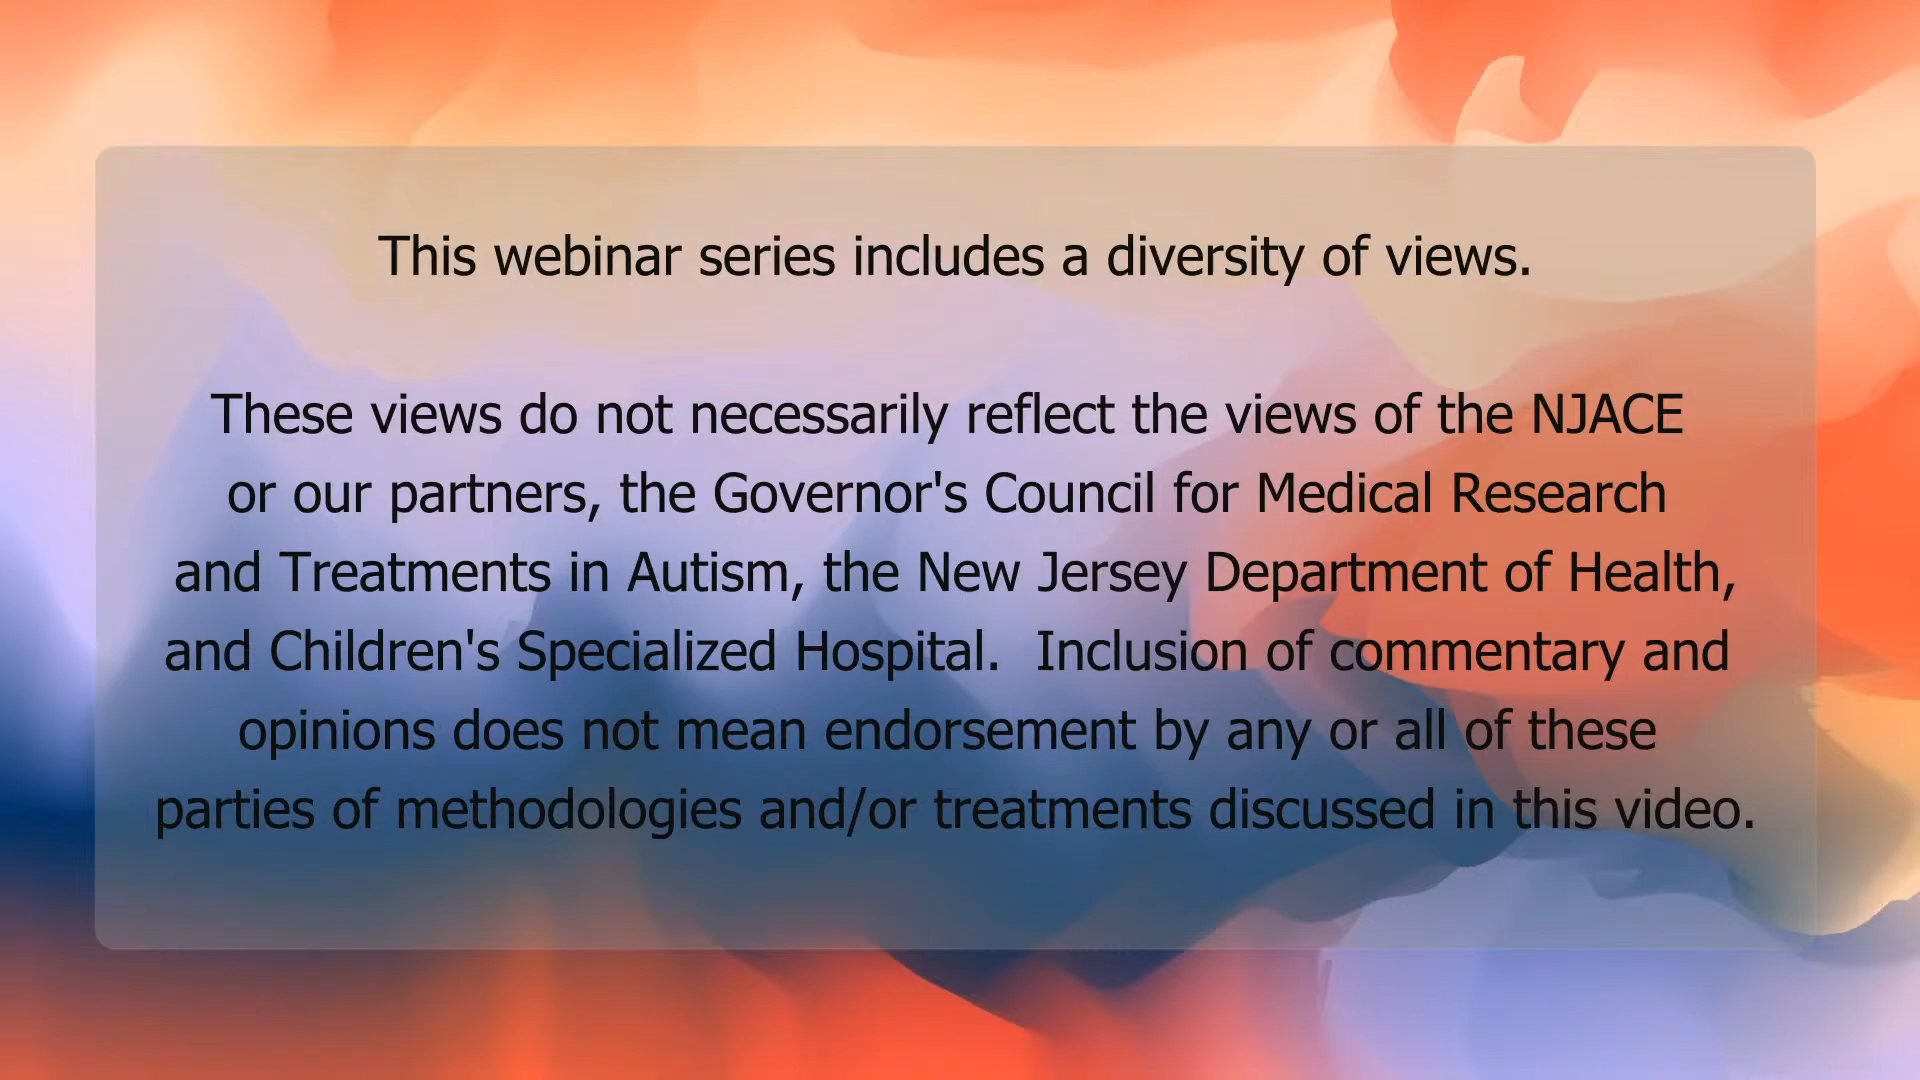 This webinar series includes a diversity of views.
These views do not necessarily reflect the views of the NJACE
or our partners, the Governor's Council for Medical Research
and Treatments in Autism, the New Jersey Department of Health,
and Children's Specialized Hospital.  Inclusion of commentary and
opinions does not mean endorsement by any or all of these
parties of methodologies and/or treatments discussed in this video.